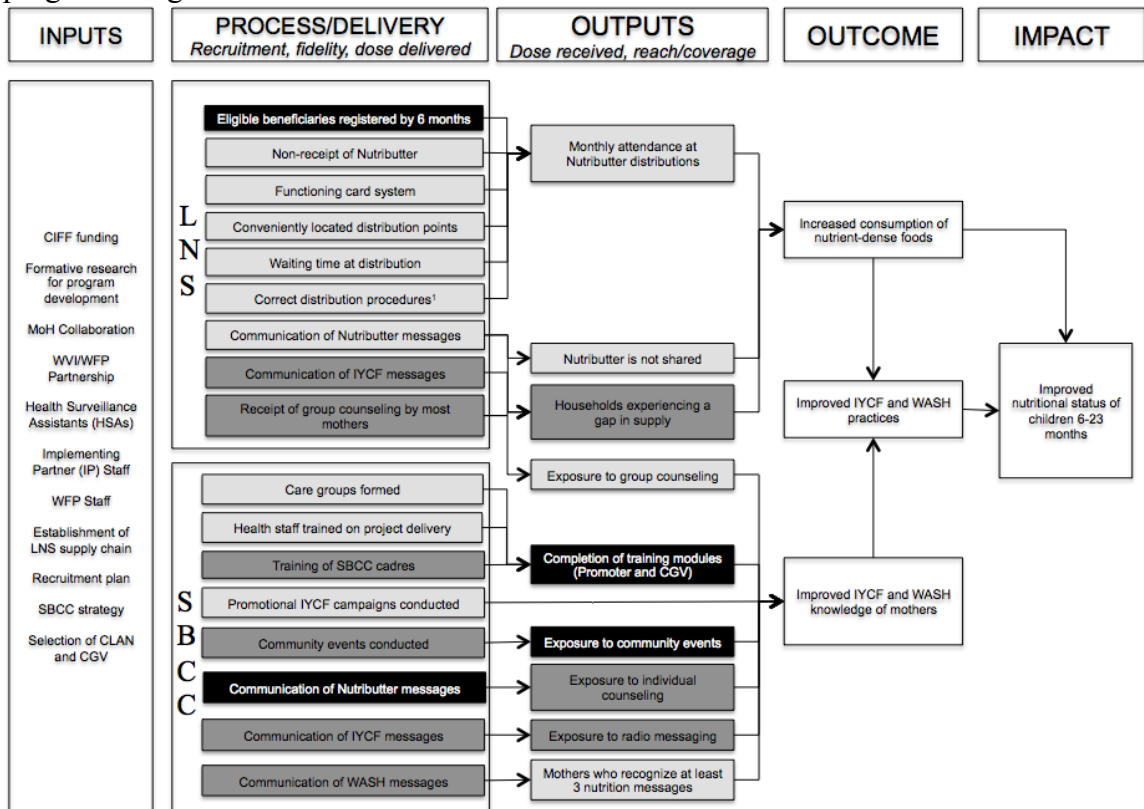 INPUTS
PROCESS/DELIVERY
Recruitment, fidelity, dose delivered
OUTPUTS
Dose received, reach/coverage
OUTCOME
IMPACT
CIFF funding
Formative research
for program
development
MoH Collaboration
WVI/WFP
Partnership
Health Surveillance
Assistants (HSAs)
Implementing
Partner (IP) Staff
WFP Staff
Establishment of
LNS supply chain
Recruitment plan
SBCC strategy
Selection of CLAN
and CGV
L
N
S
Eligible beneficiaries registered by 6 months
Non-receipt of Nutributter
Functioning card system
Conveniently located distribution points
Waiting time at distribution
Correct distribution procedures¹
Communication of Nutributter messages
Communication of IYCF messages
Receipt of group counseling by most
mothers
S
B
C
C
Care groups formed
Health staff trained on project delivery
Training of SBCC cadres
Promotional IYCF campaigns conducted
Community events conducted
Communication of Nutributter messages
Communication of IYCF messages
Communication of WASH messages
Monthly attendance at
Nutributter distributions
Nutributter is not shared
Households experiencing a
gap in supply
Exposure to group counseling
Completion of training modules
(Promoter and CGV)
Exposure to community events
Exposure to individual
counseling
Exposure to radio messaging
Mothers who recognize at least
3 nutrition messages
Increased consumption of
nutrient-dense foods
Improved IYCF and WASH
practices
Improved IYCF and WASH
knowledge of mothers
Improved
nutritional status of
children 6-23
months